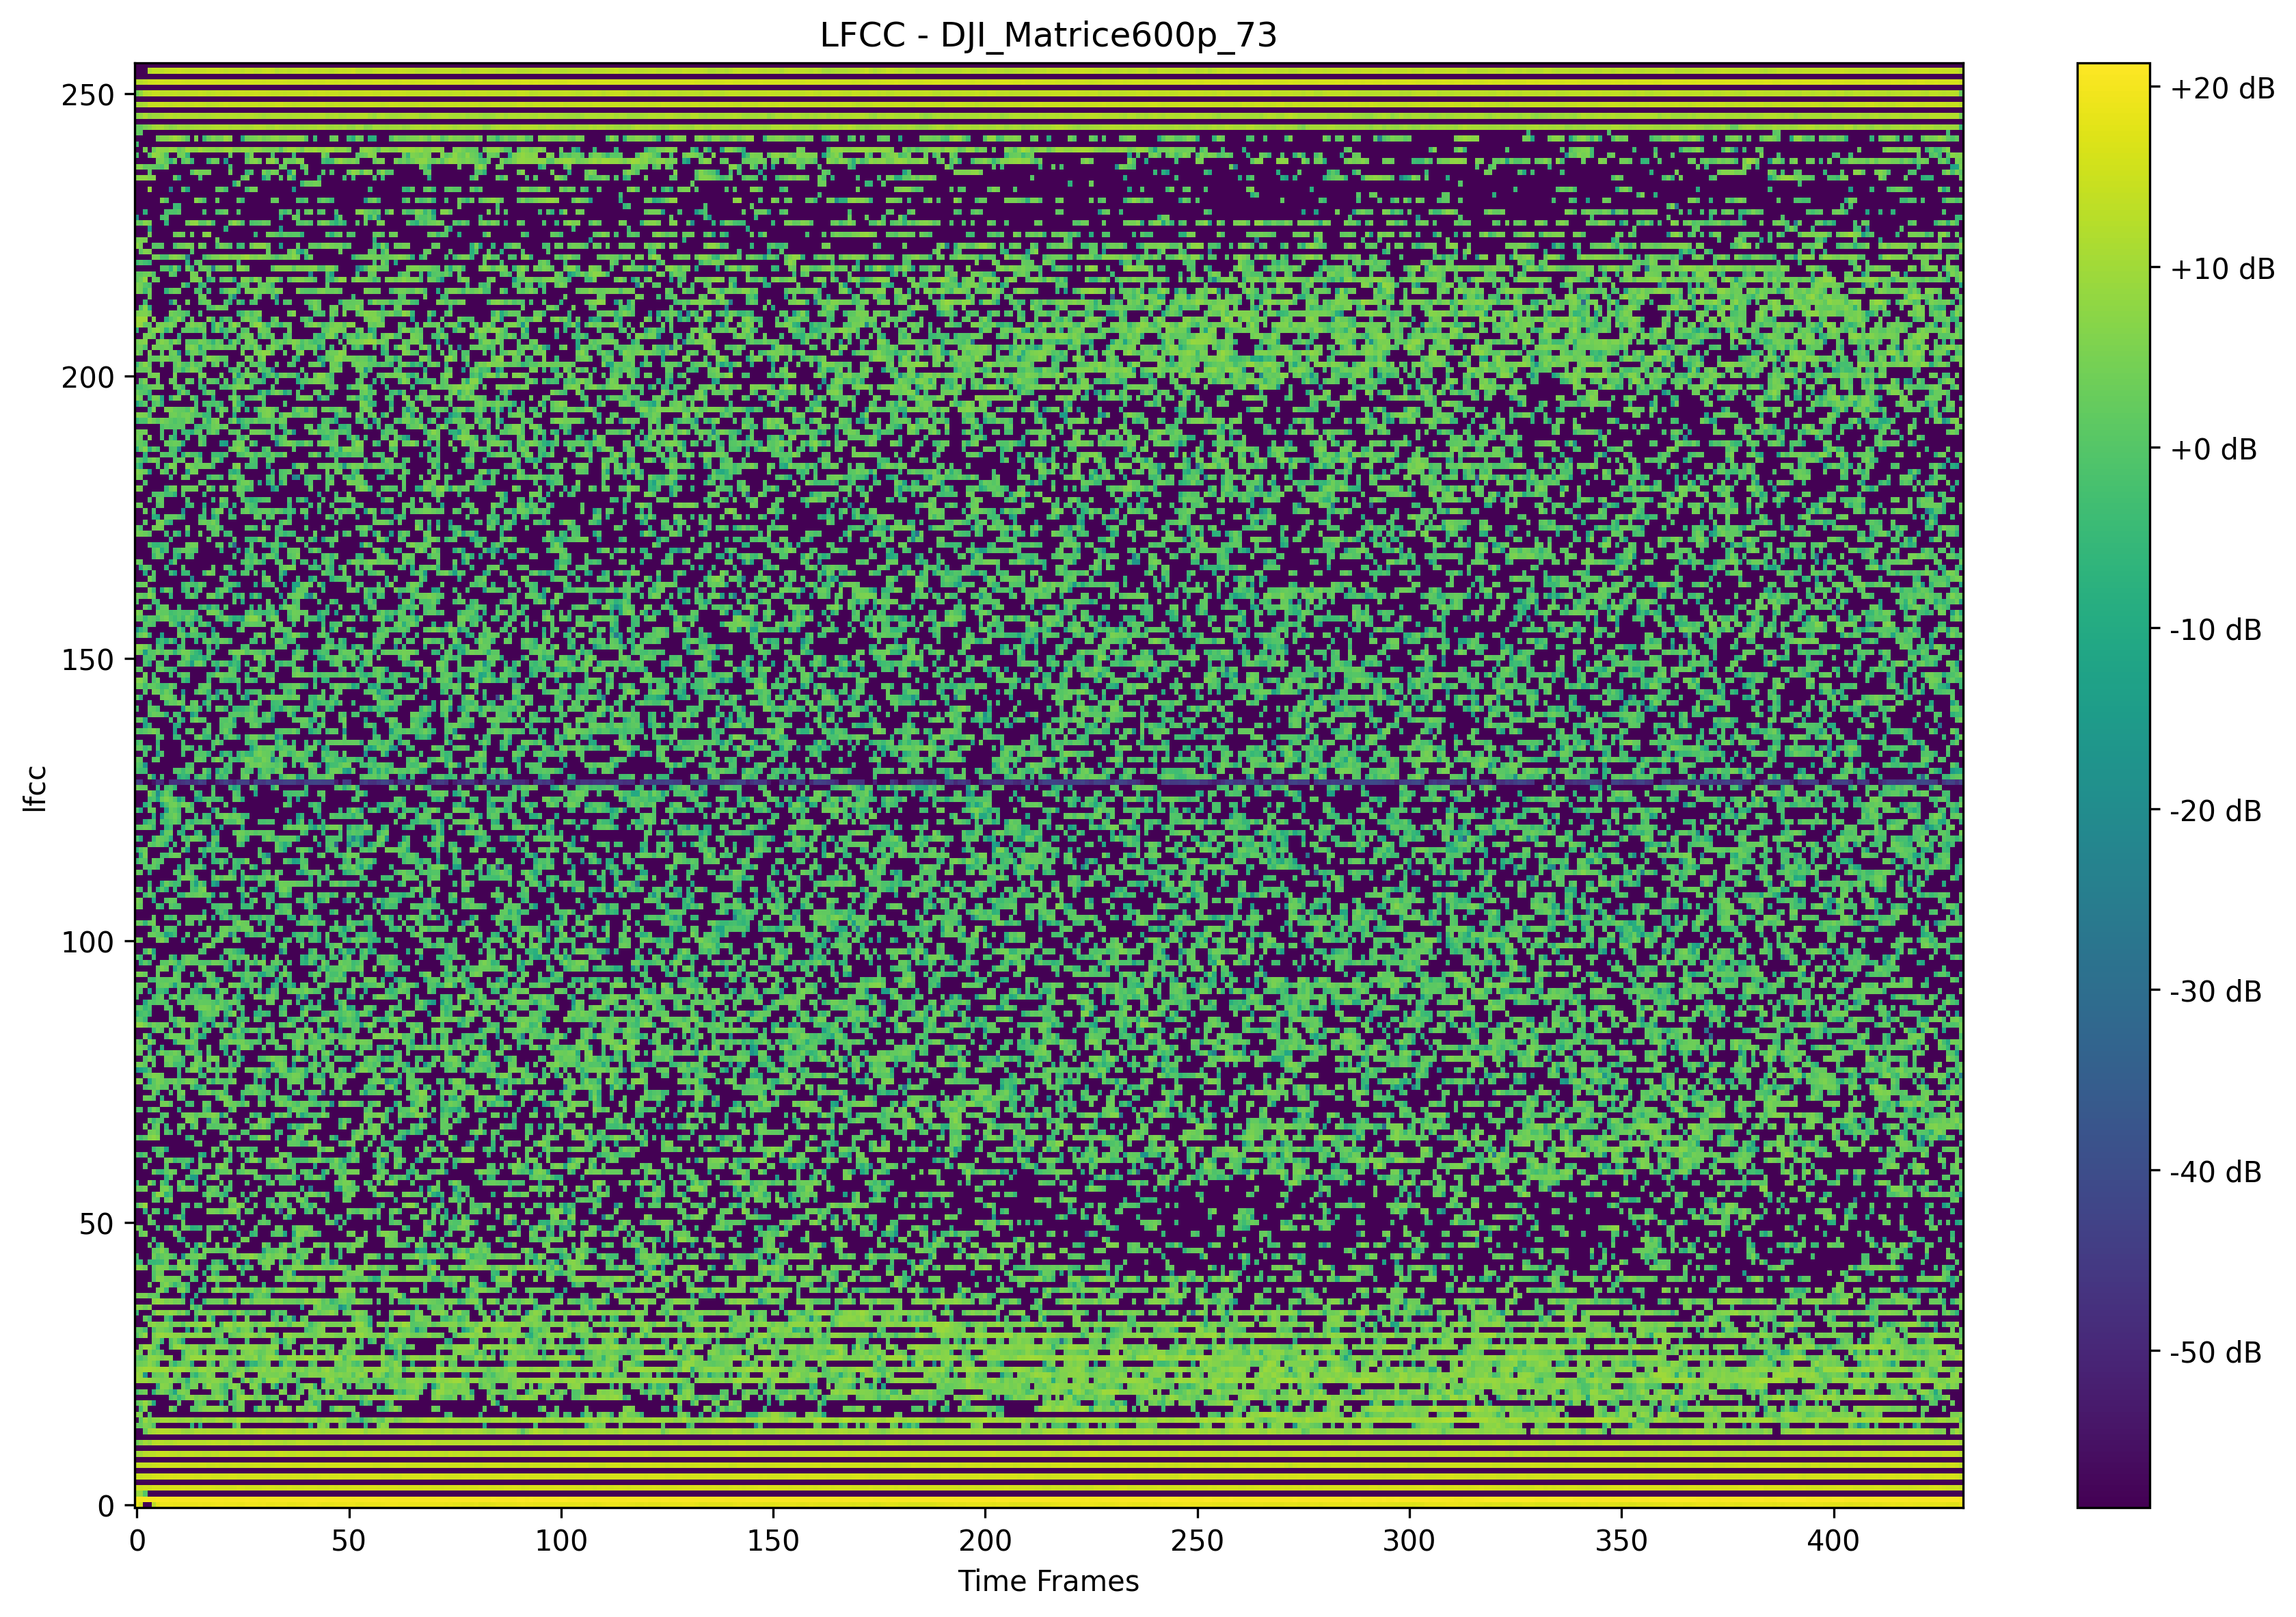 LFCC - DJI_Matrice600p_73
lfcc
250
200
150
100
50
0
0 50 100 150 200 250 300 350 400
Time Frames
+20 dB
+10 dB
+0 dB
-10 dB
-20 dB
-30 dB
-40 dB
-50 dB